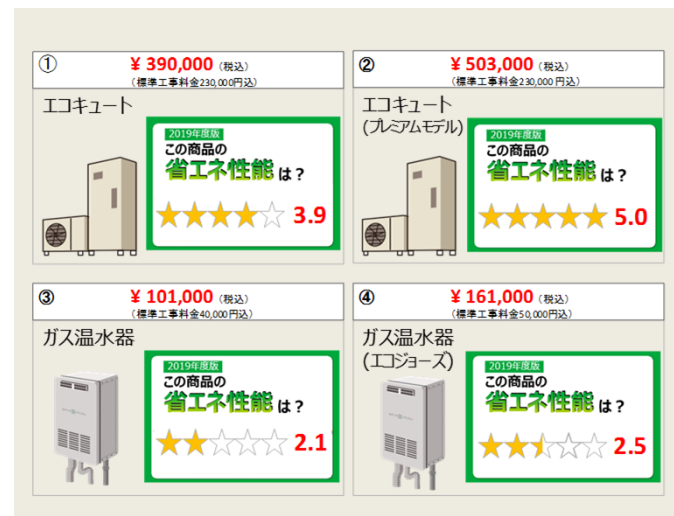 ① ¥ 390,000 (税込)
(標準工事料金230,000円込)
エコキュート
2019年度版
この商品の
省エネ性能は?
3.9
② ¥ 503,000 (税込)
(標準工事料金230,000円込)
エコキュート
(プレミアムモデル)
2019年度版
この商品の
省エネ性能は?
5.0
③ ¥ 101,000 (税込)
(標準工事料金40,000円込)
ガス温水器
2019年度版
この商品の
省エネ性能は?
2.1
④ ¥ 161,000 (税込)
(標準工事料金50,000円込)
ガス温水器
(エコジョーズ)
2019年度版
この商品の
省エネ性能は?
2.5